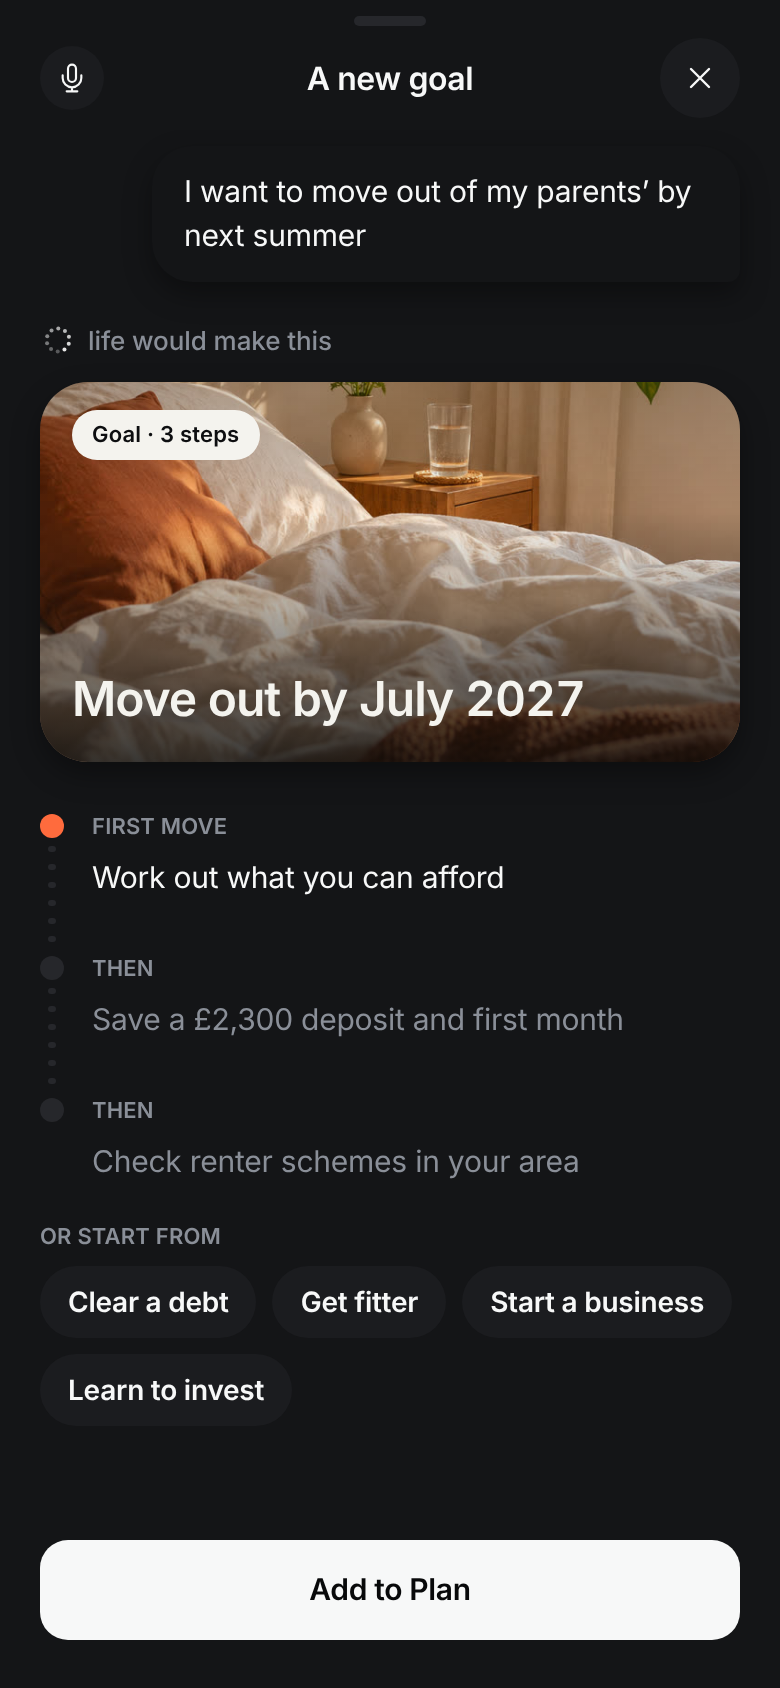 A new goal
I want to move out of my parents’ by
next summer
life would make this
Goal · 3 steps
Move out by July 2027
FIRST MOVE
Work out what you can afford
THEN
Save a £2,300 deposit and first month
THEN
Check renter schemes in your area
OR START FROM
Clear a debt
Get fitter
Start a business
Learn to invest
Add to Plan